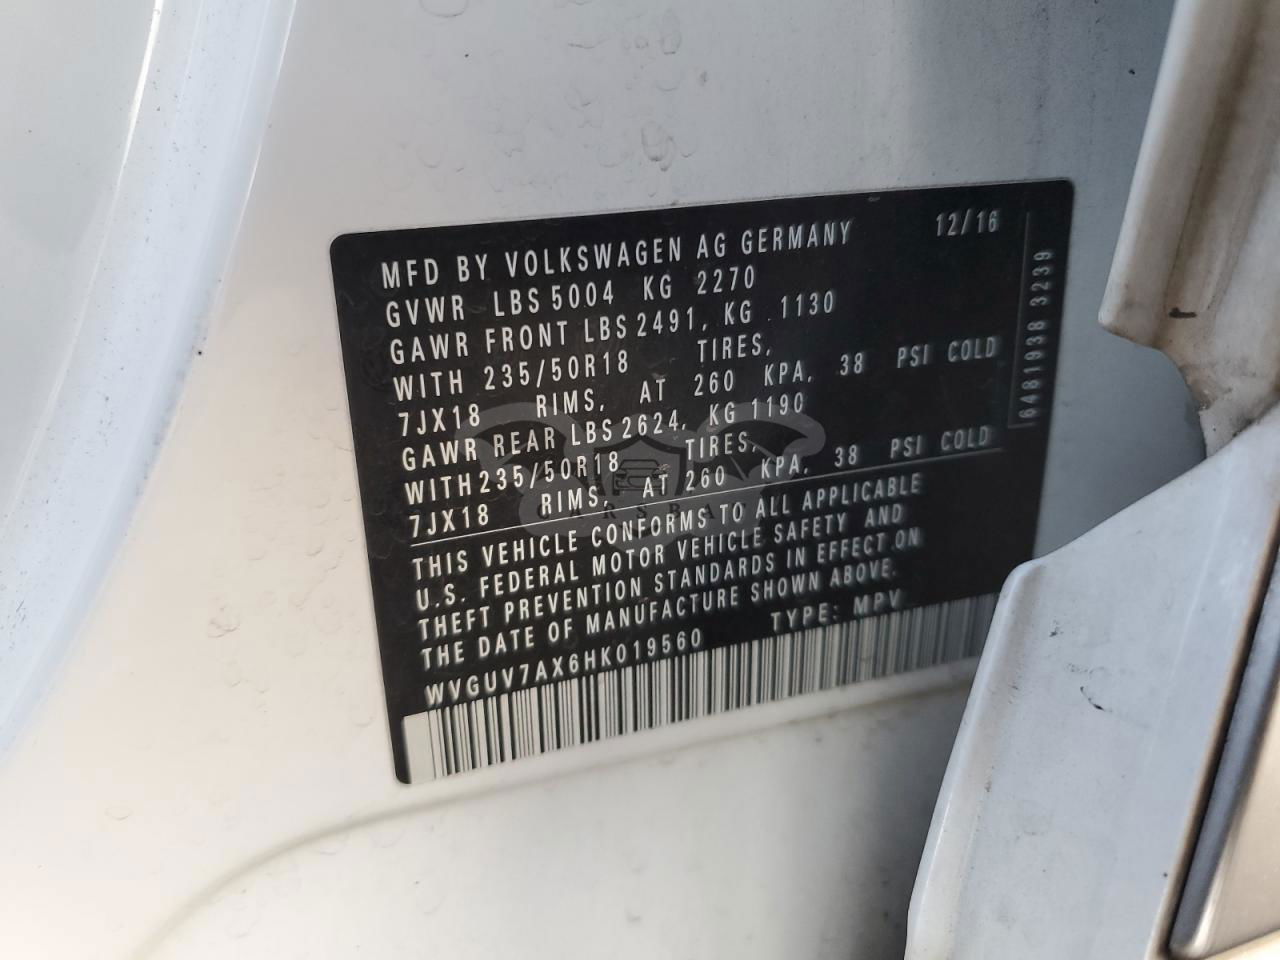 MFD BY VOLKSWAGEN AG GERMANY 12/16
GVWR LBS 5004 KG 2270
GAWR FRONT LBS 2491, KG 1130
WITH 235/50R18 TIRES,
7JX18 RIMS, AT 260 KPA, 38 PSI COLD
GAWR REAR LBS 2624, KG 1190
WITH 235/50R18 TIRES,
7JX18 RIMS, AT 260 KPA, 38 PSI COLD
THIS VEHICLE CONFORMS TO ALL APPLICABLE
U.S. FEDERAL MOTOR VEHICLE SAFETY AND
THEFT PREVENTION STANDARDS IN EFFECT ON
THE DATE OF MANUFACTURE SHOWN ABOVE.
WVGUV7AX6HK019560 TYPE: MPV
6481938 3239